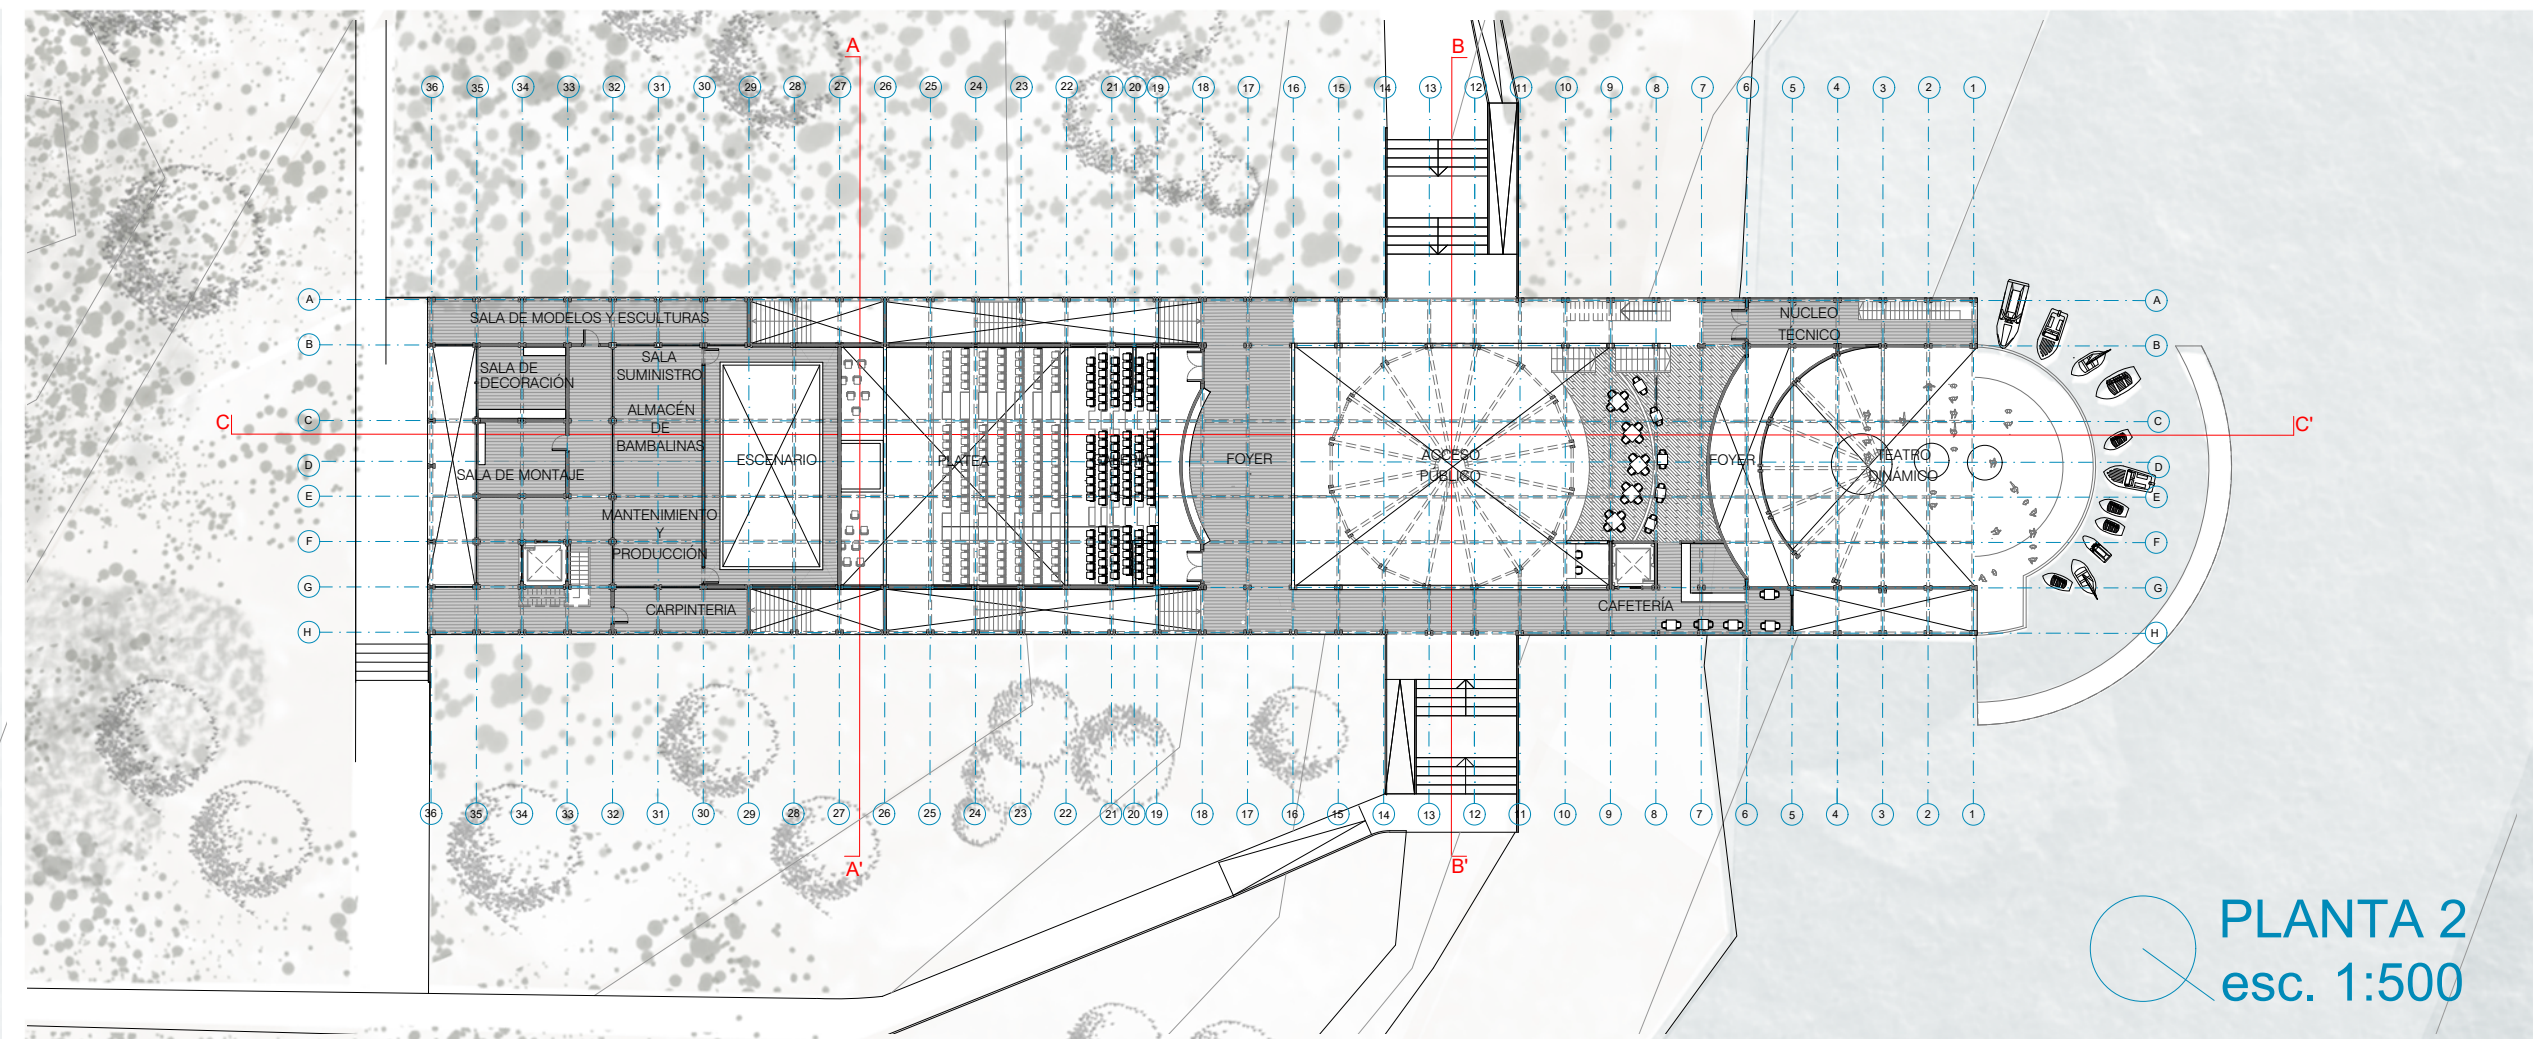 A
B
36 35 34 33 32 31 30 29 28 27 26 25 24 23 22 21 20 19 18 17 16 15 14 13 12 11 10 9 8 7 6 5 4 3 2 1
A
A
SALA DE MODELOS Y ESCULTURAS
NÚCLEO
TÉCNICO
B
B
SALA DE
DECORACIÓN
SALA
SUMINISTRO
ALMACÉN
DE
BAMBALINAS
C
C
C
C'
C
D
D
SALA DE MONTAJE
ESCENARIO
PLATEA
FOYER
ACCESO
PÚBLICO
FOYER
TEATRO
DINÁMICO
E
E
MANTENIMIENTO
Y
PRODUCCIÓN
F
F
G
G
CARPINTERIA
CAFETERÍA
H
H
36 35 34 33 32 31 30 29 28 27 26 25 24 23 22 21 20 19 18 17 16 15 14 13 12 11 10 9 8 7 6 5 4 3 2 1
A'
B'
PLANTA 2
esc. 1:500